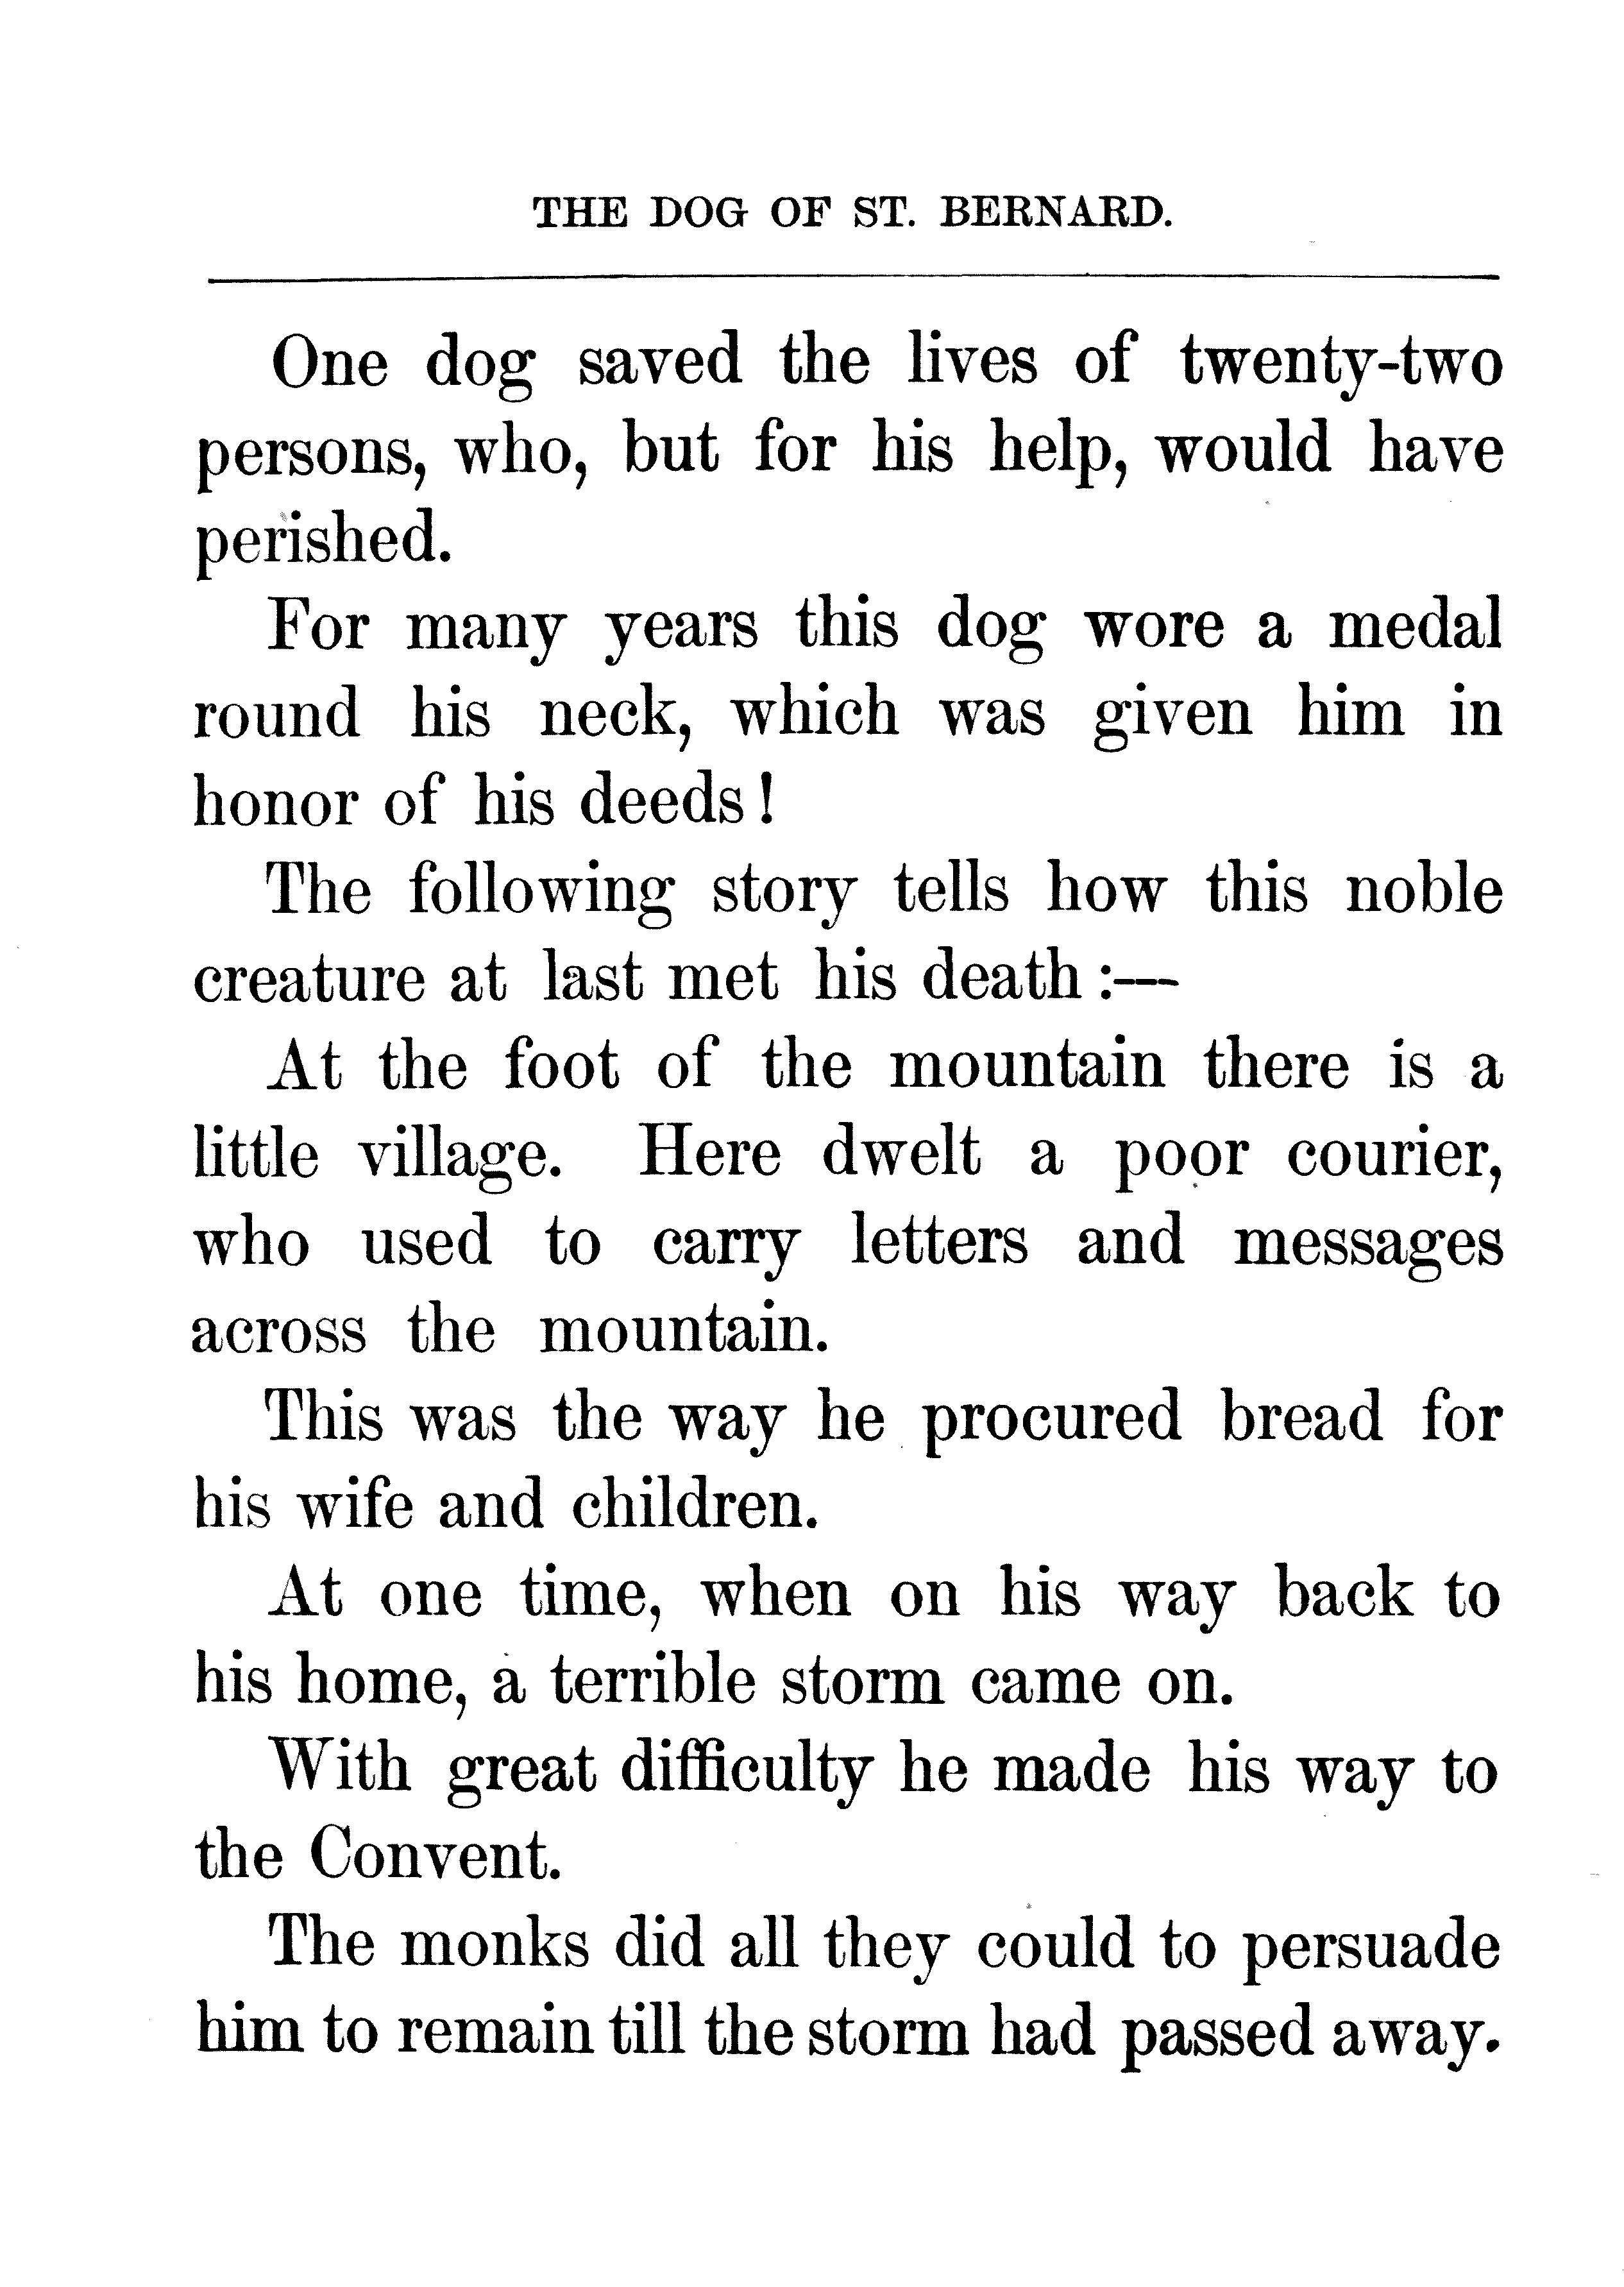 THE DOG OF ST. BERNARD.
One dog saved the lives of twenty-two
persons, who, but for his help, would have
perished.
For many years this dog wore a medal
round his neck, which was given him in
honor of his deeds!
The following story tells how this noble
creature at last met his death:—
At the foot of the mountain there is a
little village. Here dwelt a poor courier,
who used to carry letters and messages
across the mountain.
This was the way he procured bread for
his wife and children.
At one time, when on his way back to
his home, a terrible storm came on.
With great difficulty he made his way to
the Convent.
The monks did all they could to persuade
him to remain till the storm had passed away.